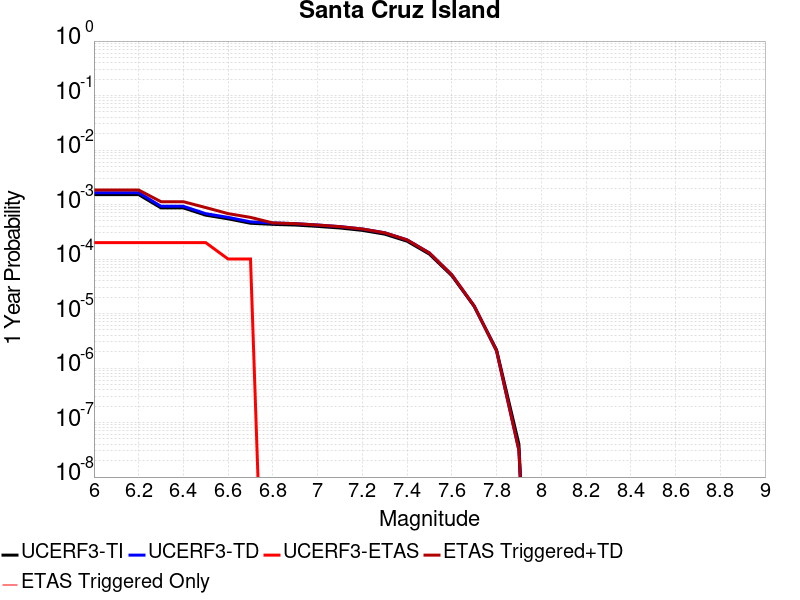 Santa Cruz Island
10^0
10^-1
10^-2
10^-3
10^-4
10^-5
10^-6
10^-7
10^-8
1 Year Probability
6 6.2 6.4 6.6 6.8 7 7.2 7.4 7.6 7.8 8 8.2 8.4 8.6 8.8 9
Magnitude
UCERF3-TI UCERF3-TD UCERF3-ETAS ETAS Triggered+TD
ETAS Triggered Only